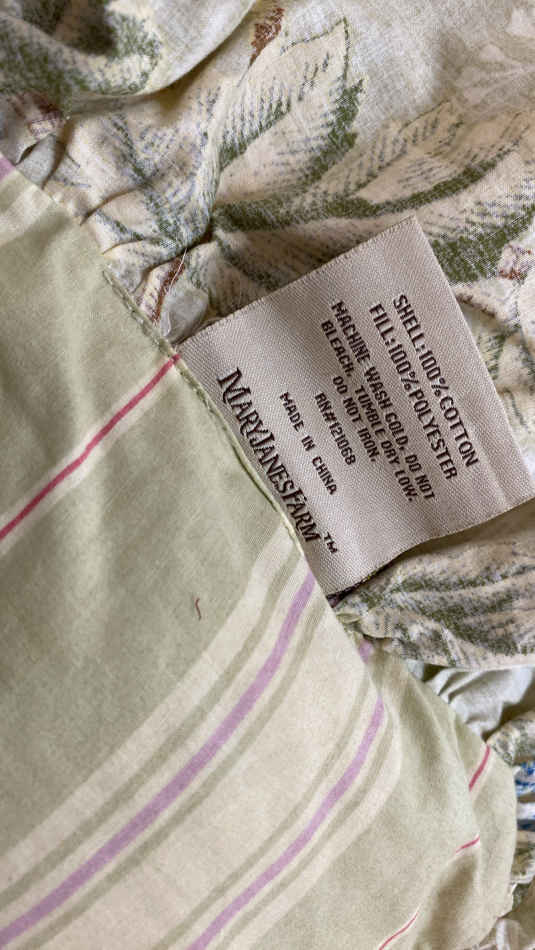 SHELL:100% COTTON
FILL:100% POLYESTER
MACHINE WASH COLD. DO NOT
BLEACH. TUMBLE DRY LOW.
DO NOT IRON.
RN#121068
MADE IN CHINA
MARYJANESFARM™